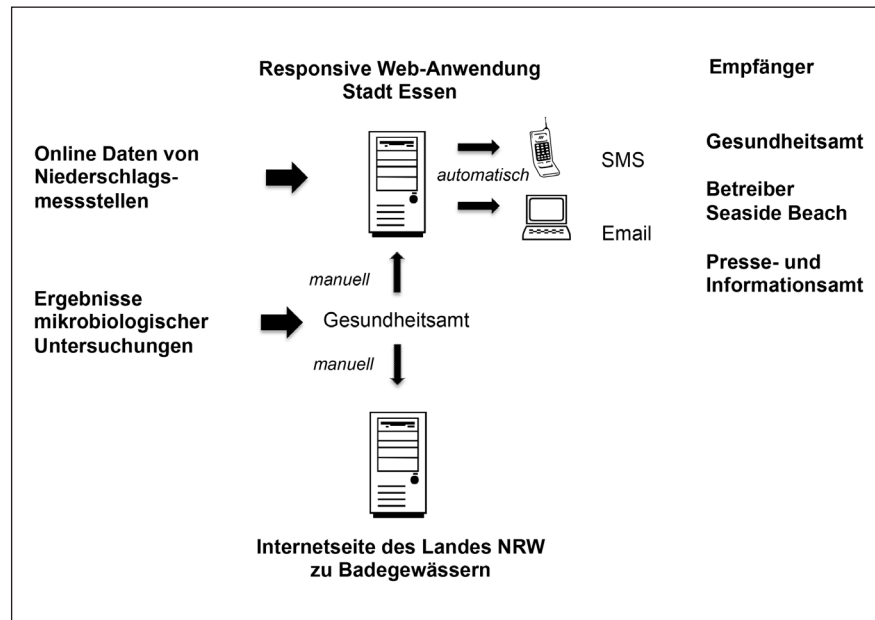 Responsive Web-Anwendung
Stadt Essen
Empfänger
Online Daten von
Niederschlags-
messstellen
automatisch
SMS
Email
Gesundheitsamt
Betreiber
Seaside Beach
Presse- und
Informationsamt
manuell
Ergebnisse
mikrobiologischer
Untersuchungen
Gesundheitsamt
manuell
Internetseite des Landes NRW
zu Badegewässern